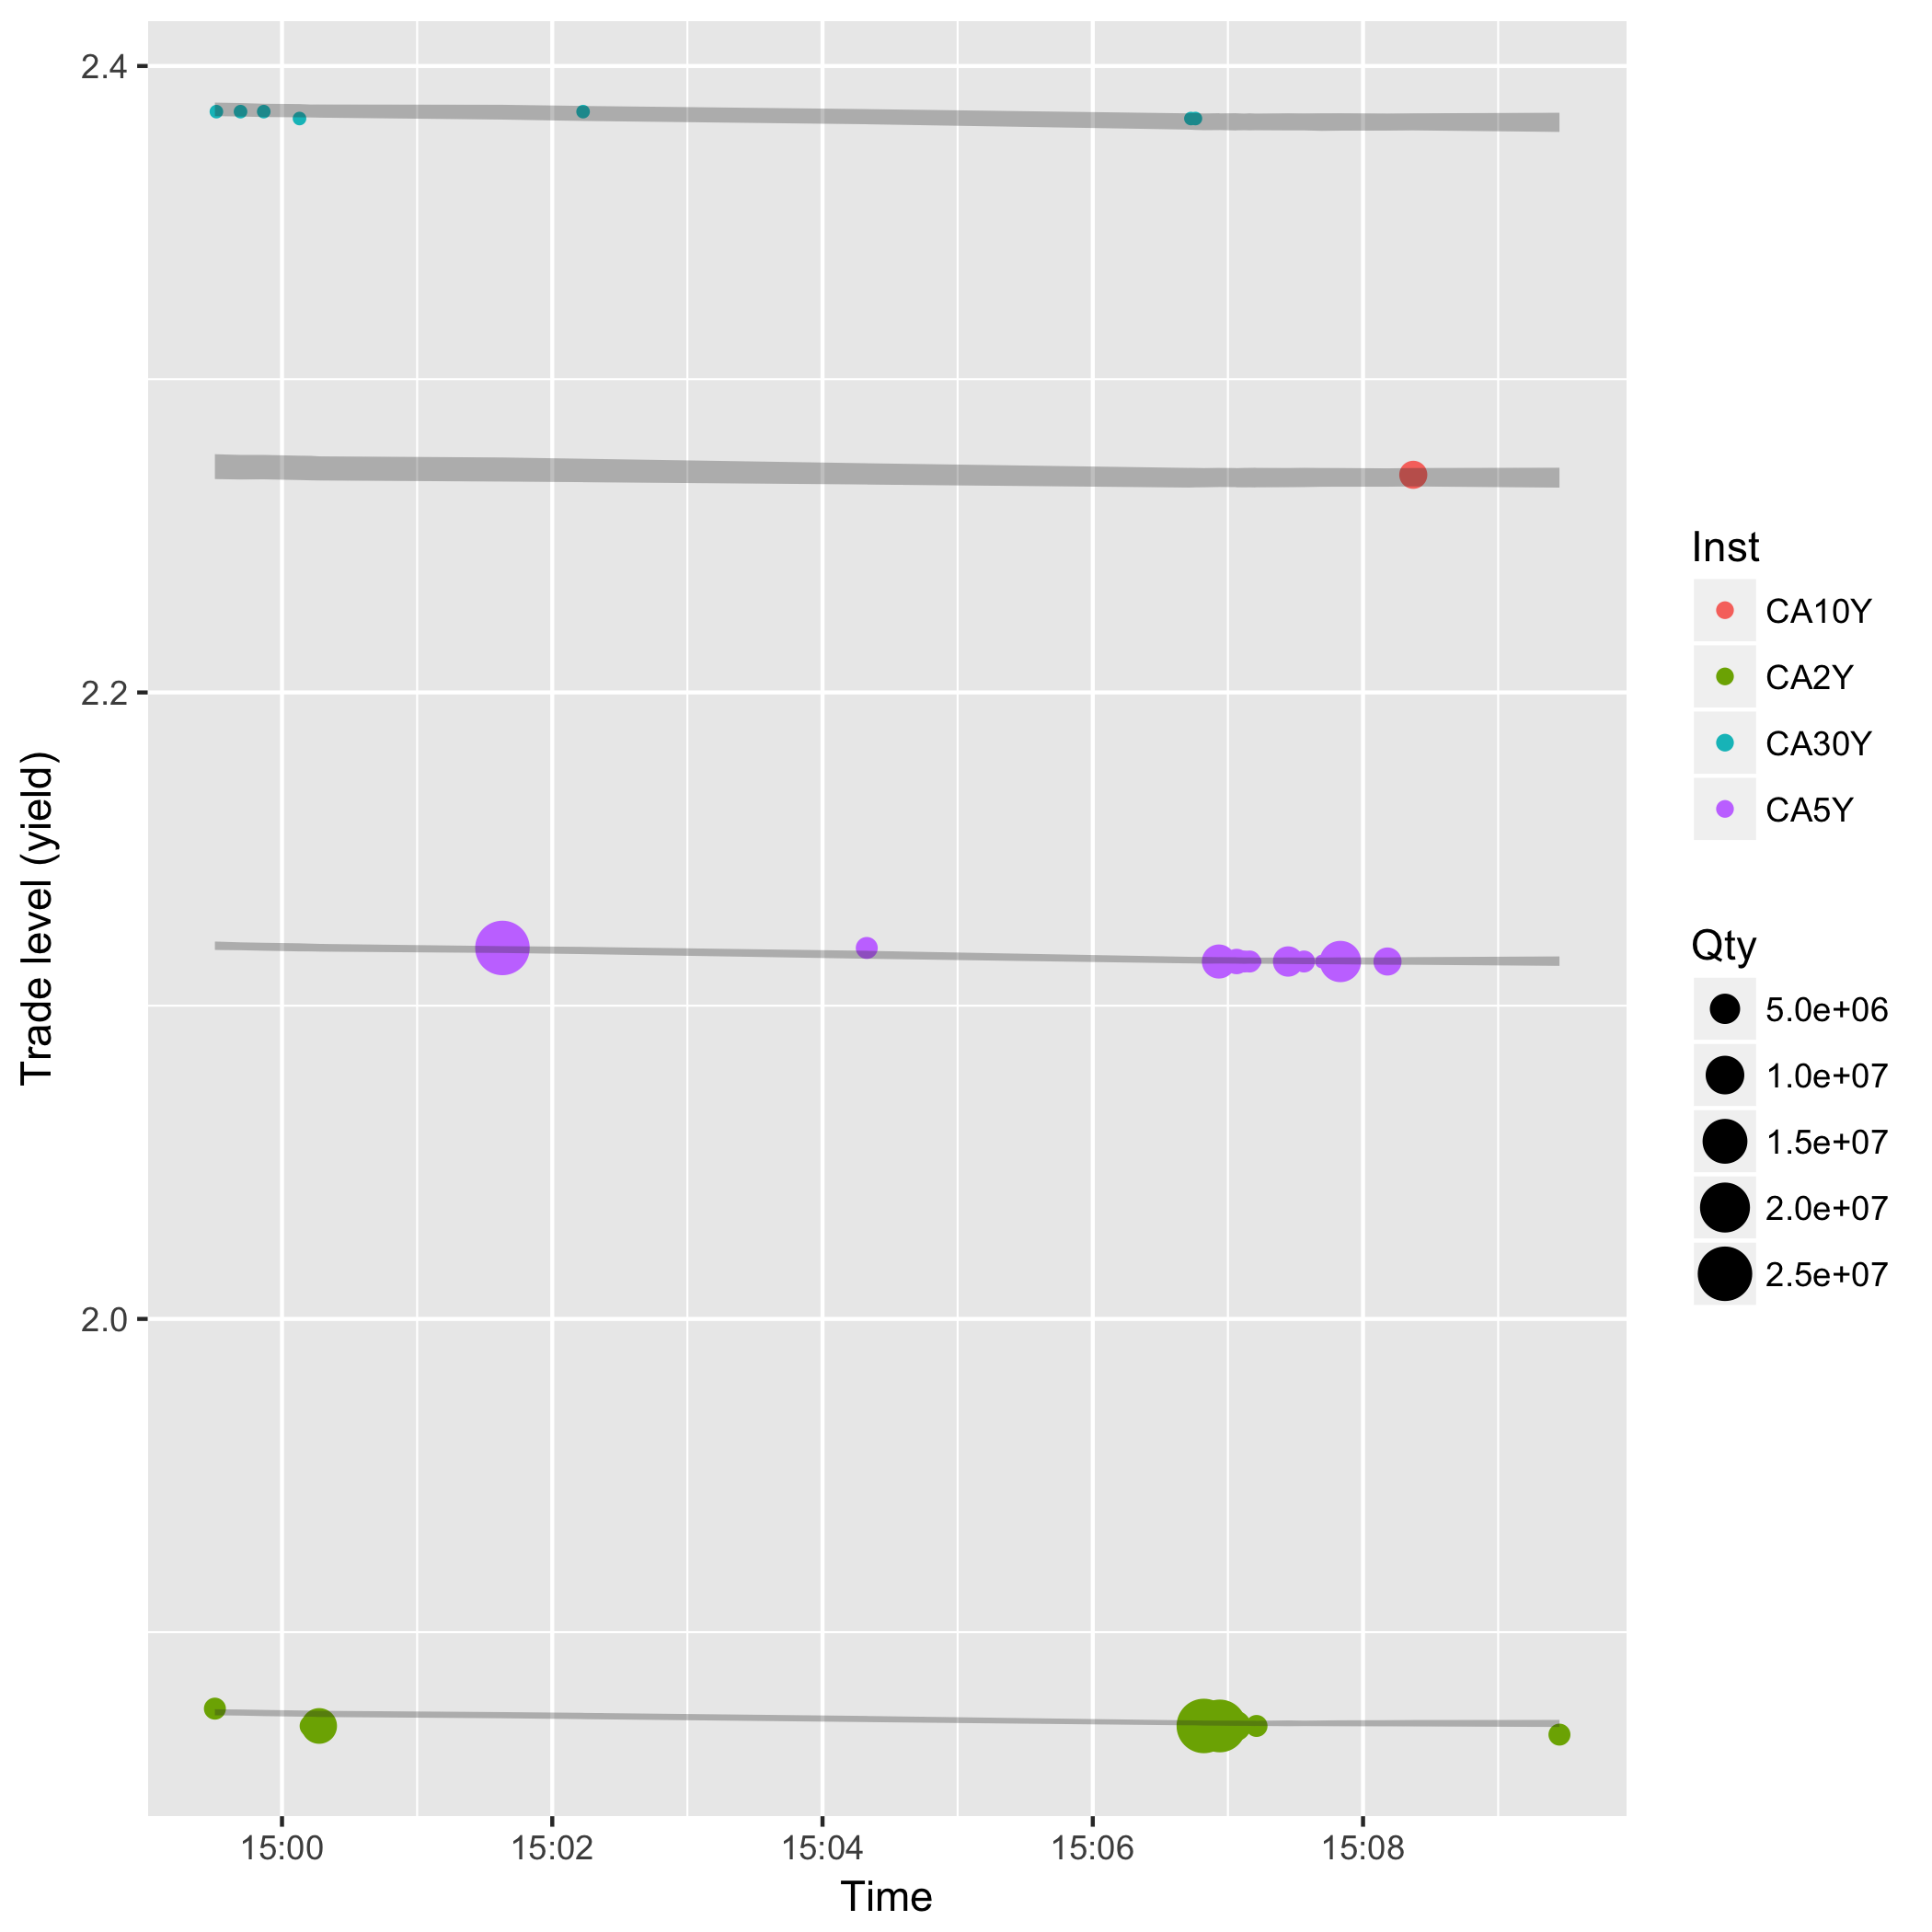 2.4
2.2
2.0
Trade level (yield)
15:00
15:02
15:04
15:06
15:08
Time
Inst
CA10Y
CA2Y
CA30Y
CA5Y
Qty
5.0e+06
1.0e+07
1.5e+07
2.0e+07
2.5e+07